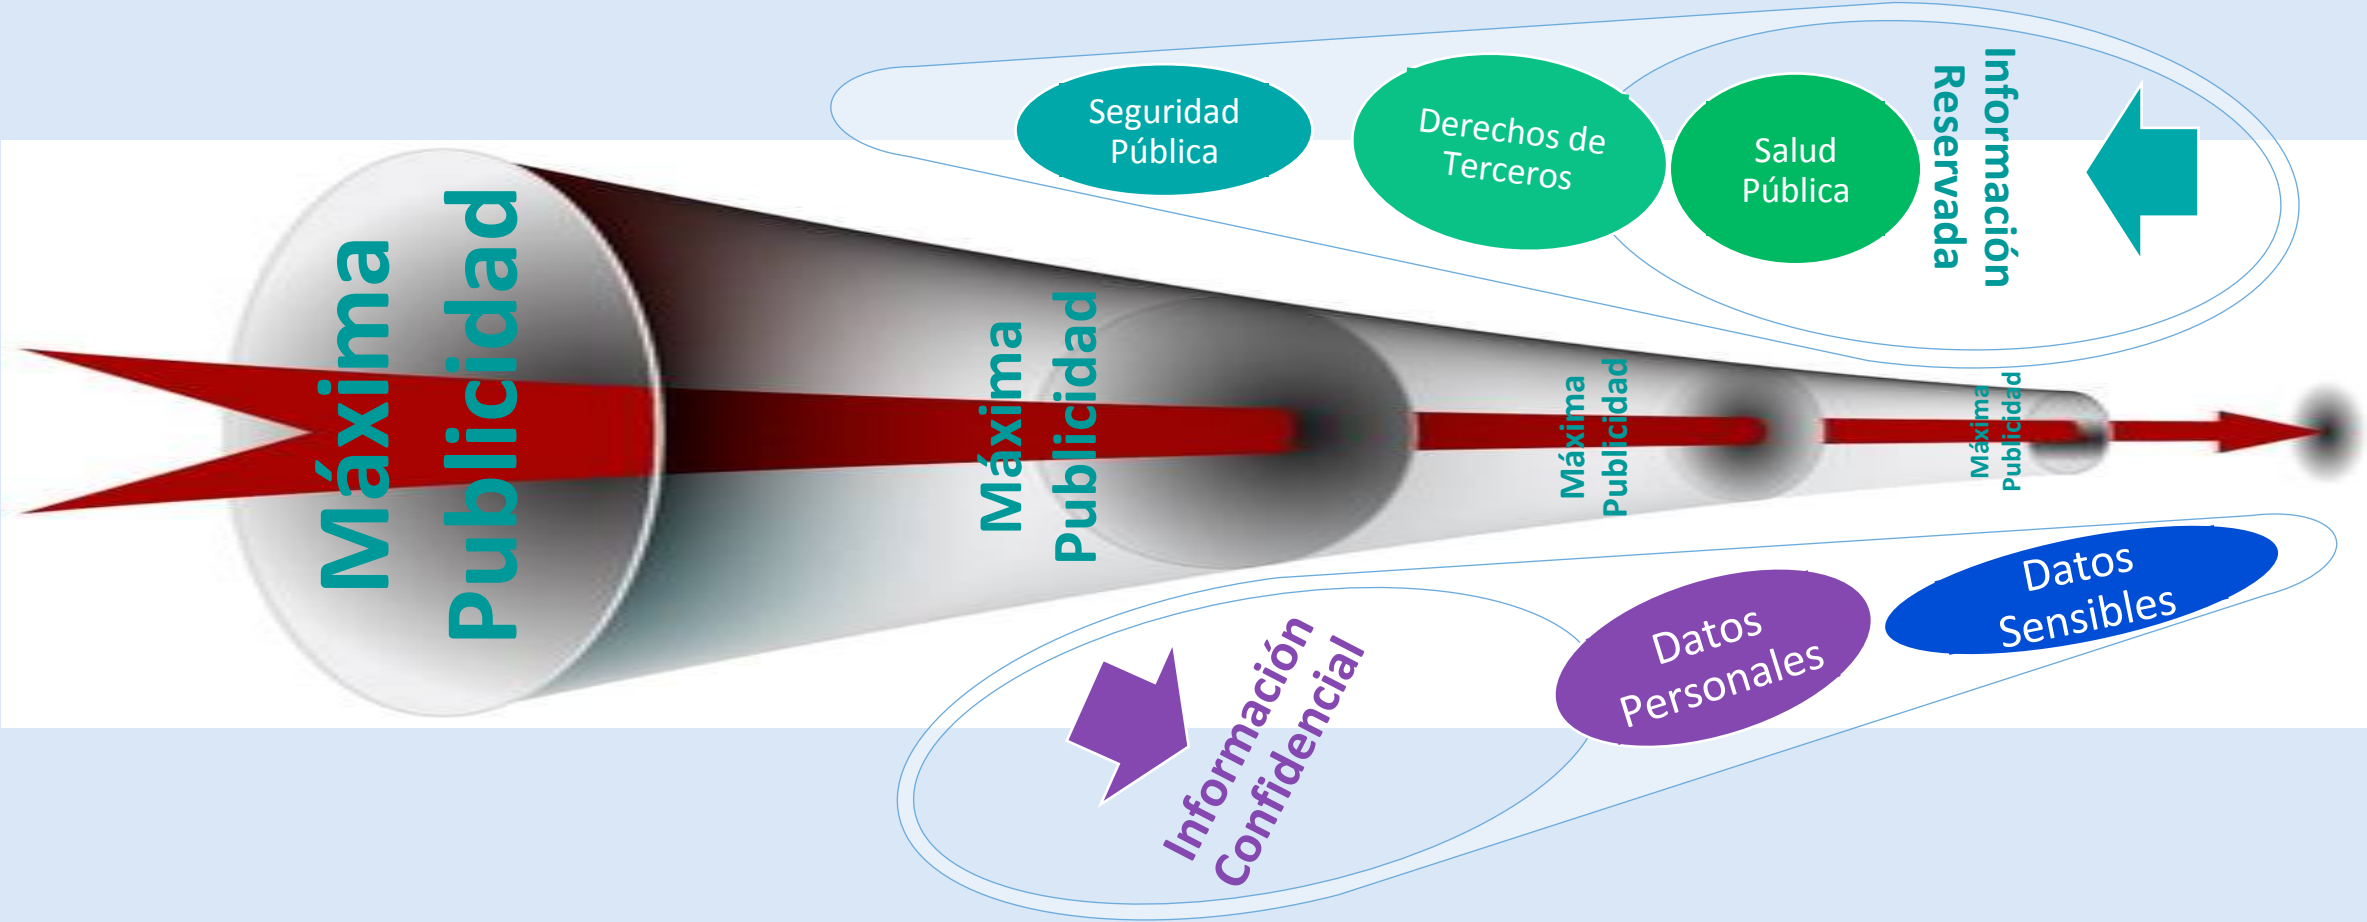 Máxima
Publicidad
Máxima
Publicidad
Máxima
Publicidad
Máxima
Publicidad
Seguridad
Pública
Derechos de
Terceros
Salud
Pública
Información
Reservada
Información
Confidencial
Datos
Personales
Datos
Sensibles